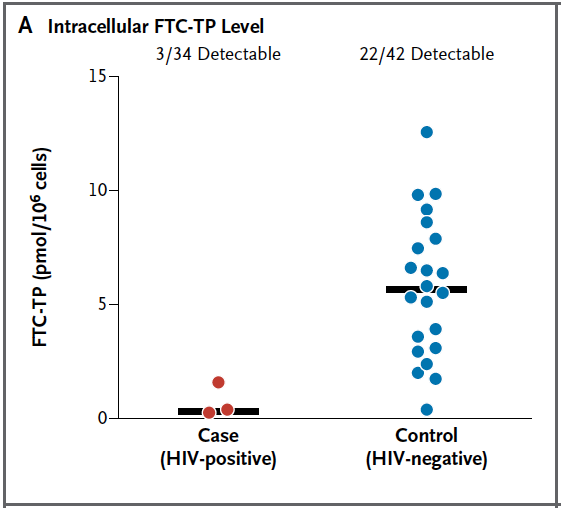 A Intracellular FTC-TP Level
3/34 Detectable 22/42 Detectable
15
10
5
0
FTC-TP (pmol/10⁶ cells)
Case
(HIV-positive)
Control
(HIV-negative)